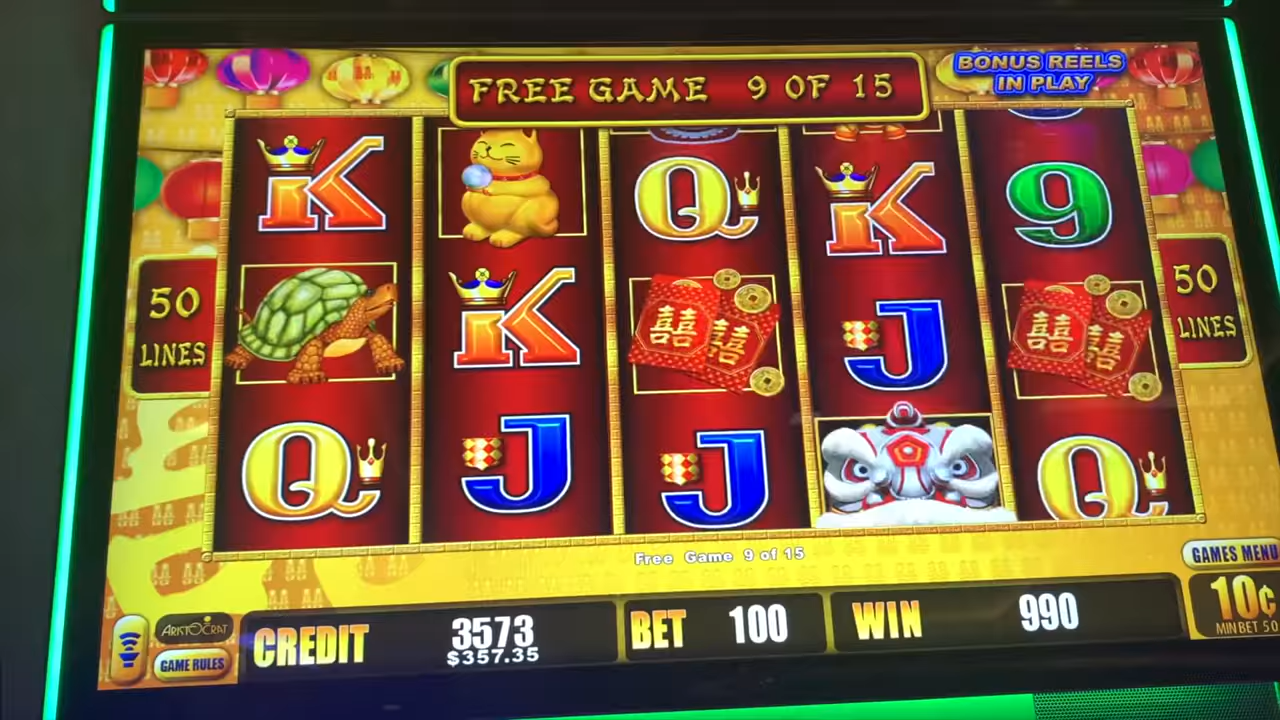 FREE GAME 9 OF 15
BONUS REELS
IN PLAY
K
Q
K
9
50
LINES
K
囍
囍
J
囍
囍
50
LINES
Q
J
J
Q
Free Game 9 of 15
GAMES MENU
ARISTOCRAT
GAME RULES
CREDIT 3573
$357.35
BET 100
WIN 990
10¢
MIN BET 50